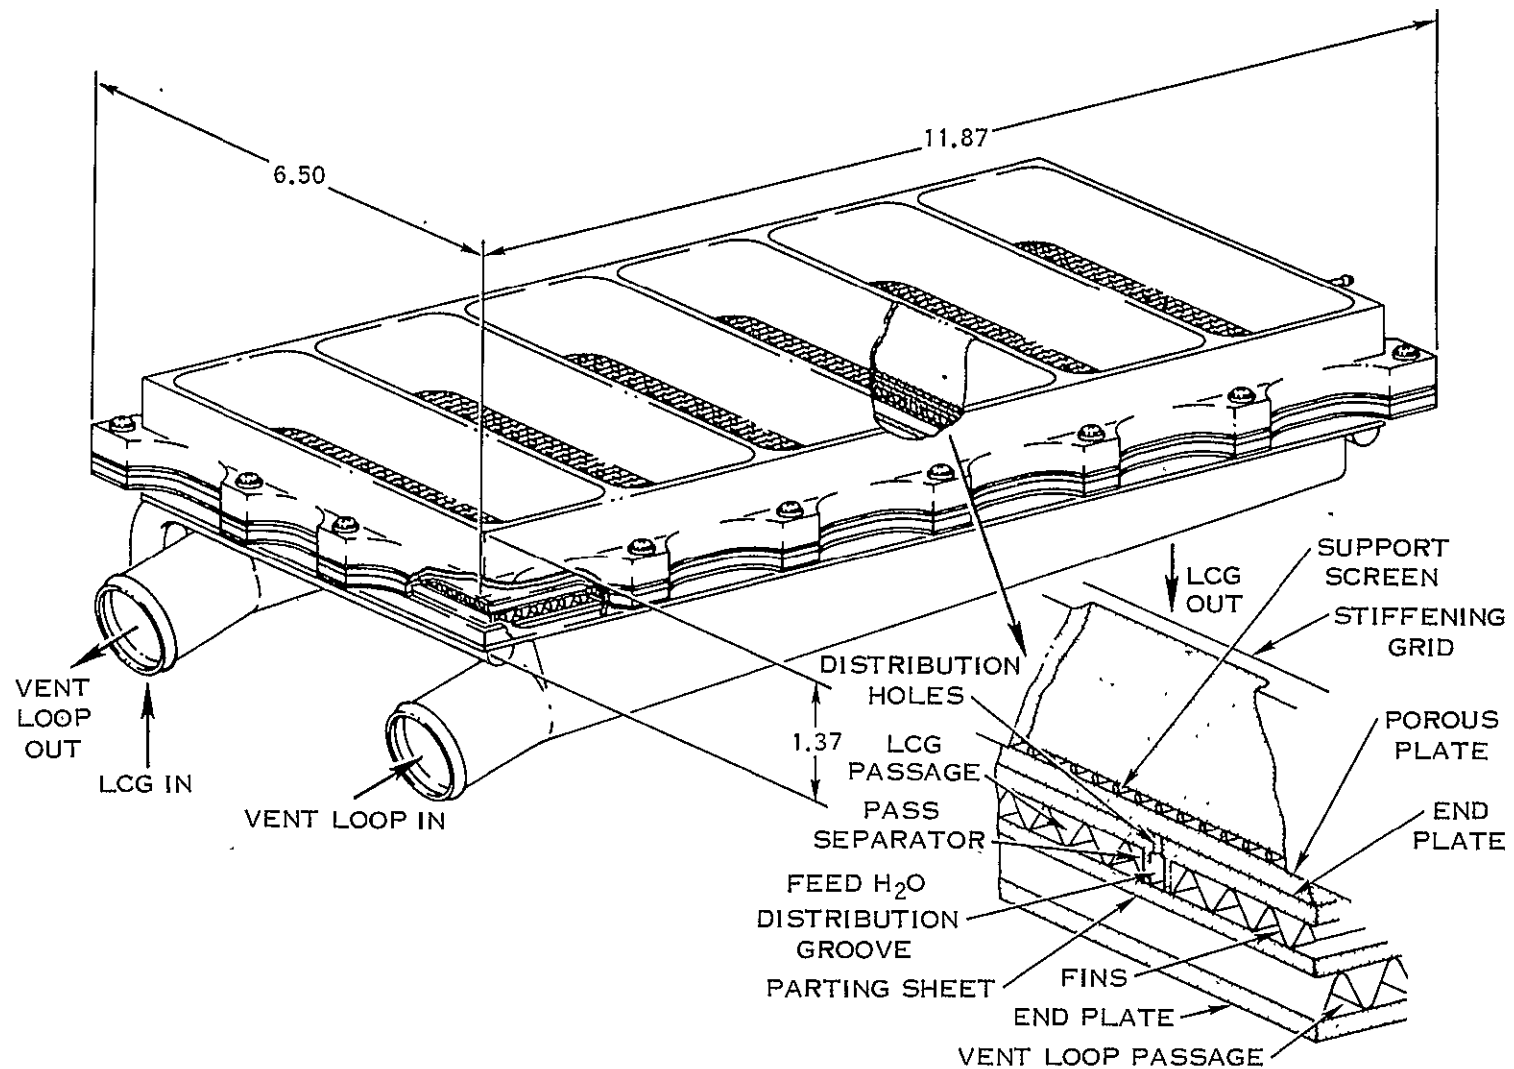 11.87
6.50
LCG
OUT
SUPPORT
SCREEN
STIFFENING
GRID
DISTRIBUTION
HOLES
VENT
LOOP
OUT
LCG IN
VENT LOOP IN
1.37
LCG
PASSAGE
POROUS
PLATE
PASS
SEPARATOR
END
PLATE
FEED H₂O
DISTRIBUTION
GROOVE
PARTING SHEET
FINS
END PLATE
VENT LOOP PASSAGE